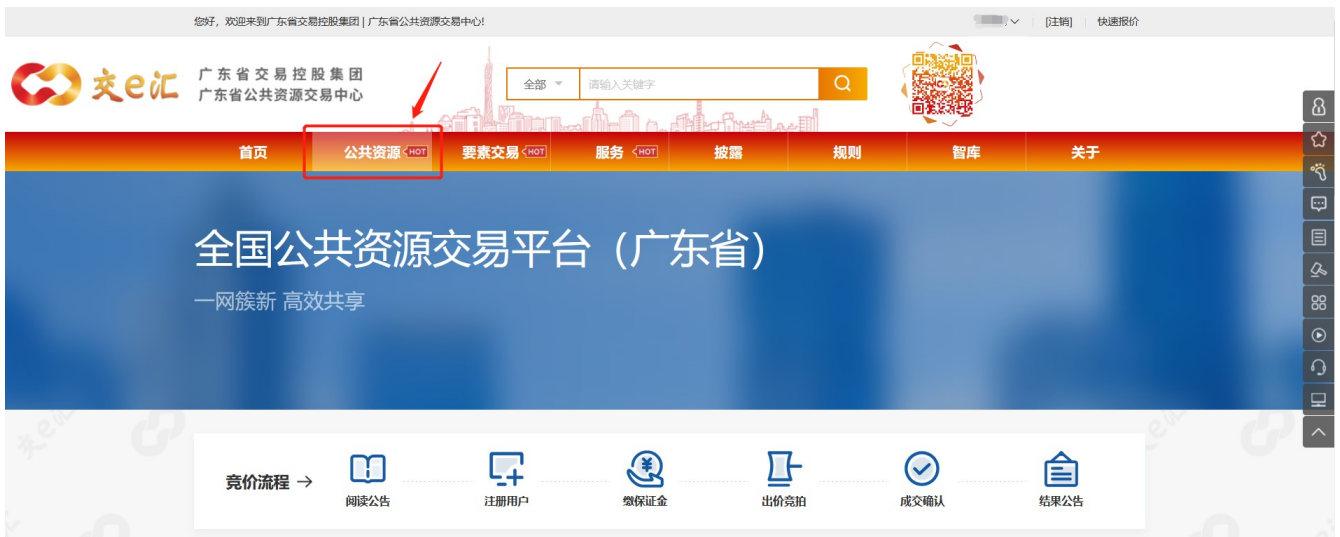 您好，欢迎来到广东省交易控股集团 | 广东省公共资源交易中心!
[注销]
快速报价
交e汇
广东省交易控股集团
广东省公共资源交易中心
全部
请输入关键字
首页
公共资源 HOT
要素交易 HOT
服务 HOT
披露
规则
智库
关于
全国公共资源交易平台（广东省）
一网簇新 高效共享
竞价流程 →
阅读公告
注册用户
缴保证金
出价竞拍
成交确认
结果公告
交e汇